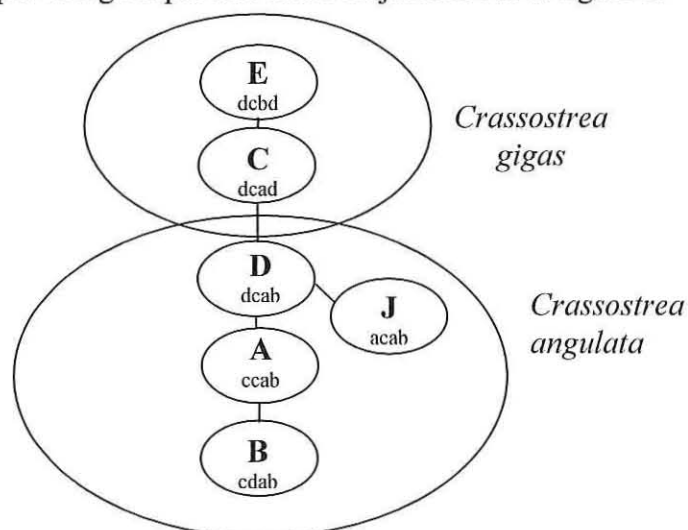 E
dcbd
Crassostrea
gigas
C
dcad
D
dcab
J
acab
Crassostrea
angulata
A
ccab
B
cdab